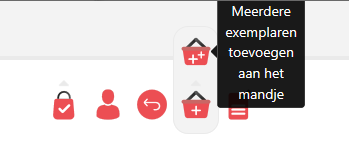 Meerdere
exemplaren
toevoegen
aan het
mandje